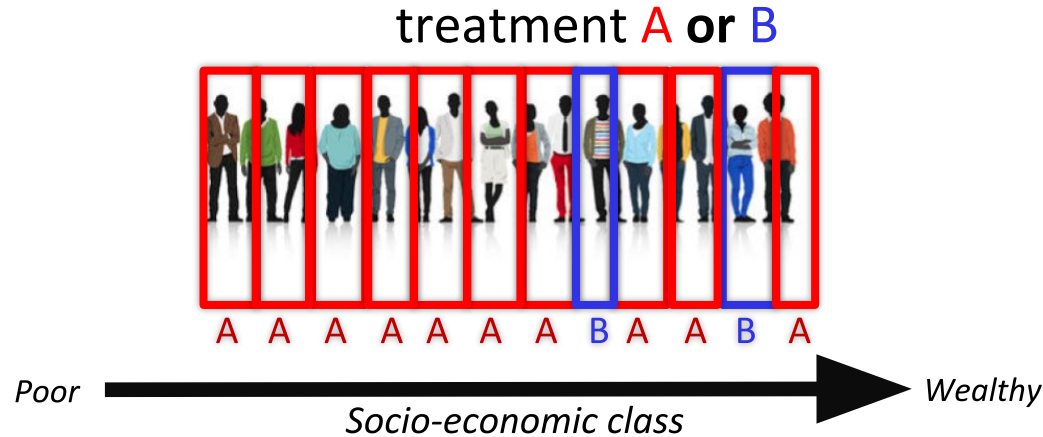 treatment A or B
A A A A A A A B A A B A
Poor
Wealthy
Socio-economic class